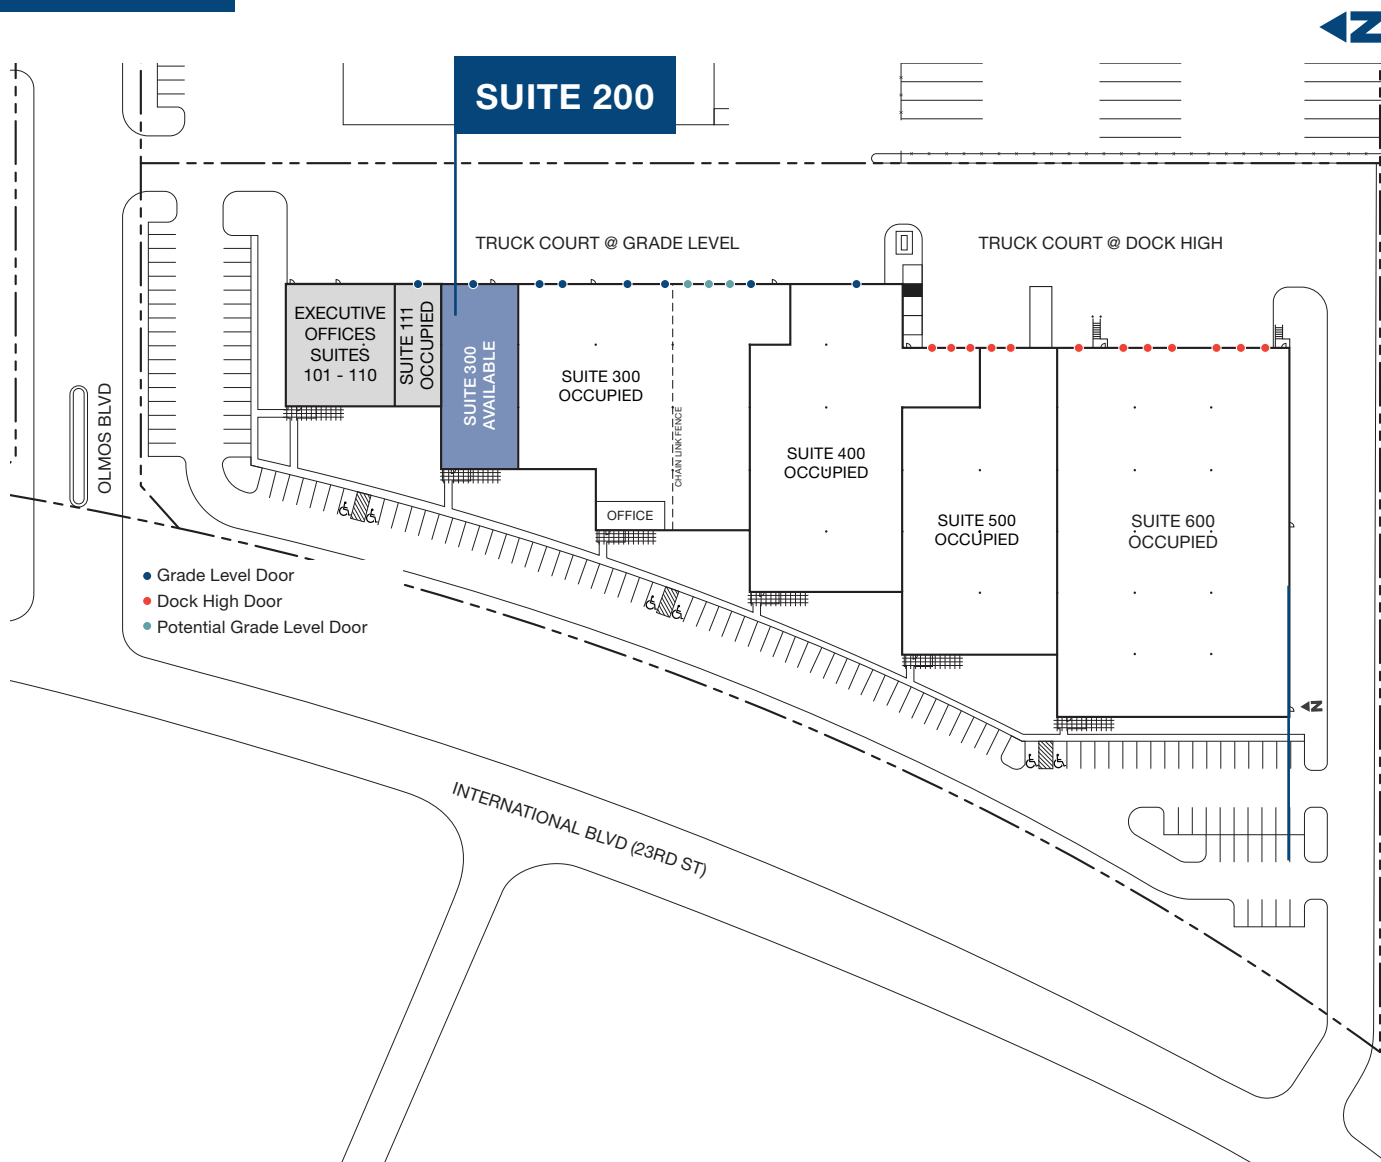 N
SUITE 200
TRUCK COURT @ GRADE LEVEL
TRUCK COURT @ DOCK HIGH
EXECUTIVE
OFFICES
SUITES
101 - 110
SUITE 111
OCCUPIED
SUITE 300
AVAILABLE
SUITE 300
OCCUPIED
CHAIN LINK FENCE
OFFICE
SUITE 400
OCCUPIED
SUITE 500
OCCUPIED
SUITE 600
OCCUPIED
OLMOS BLVD
Grade Level Door
Dock High Door
Potential Grade Level Door
N
INTERNATIONAL BLVD (23RD ST)